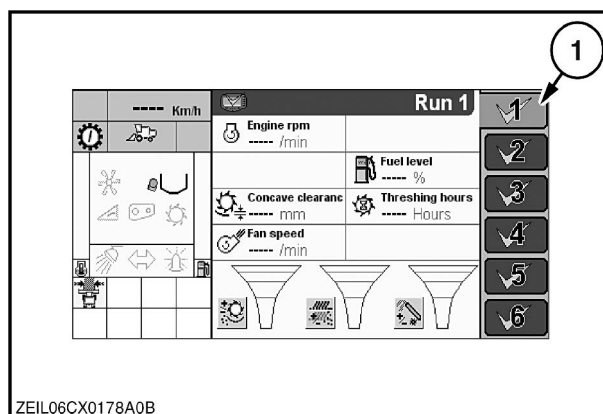 1
---- Km/h
Run 1
Engine rpm
----- /min
Fuel level
----- %
Concave clearanc
----- mm
Threshing hours
----- Hours
Fan speed
----- /min
1
2
3
4
5
6
ZEIL06CX0178A0B